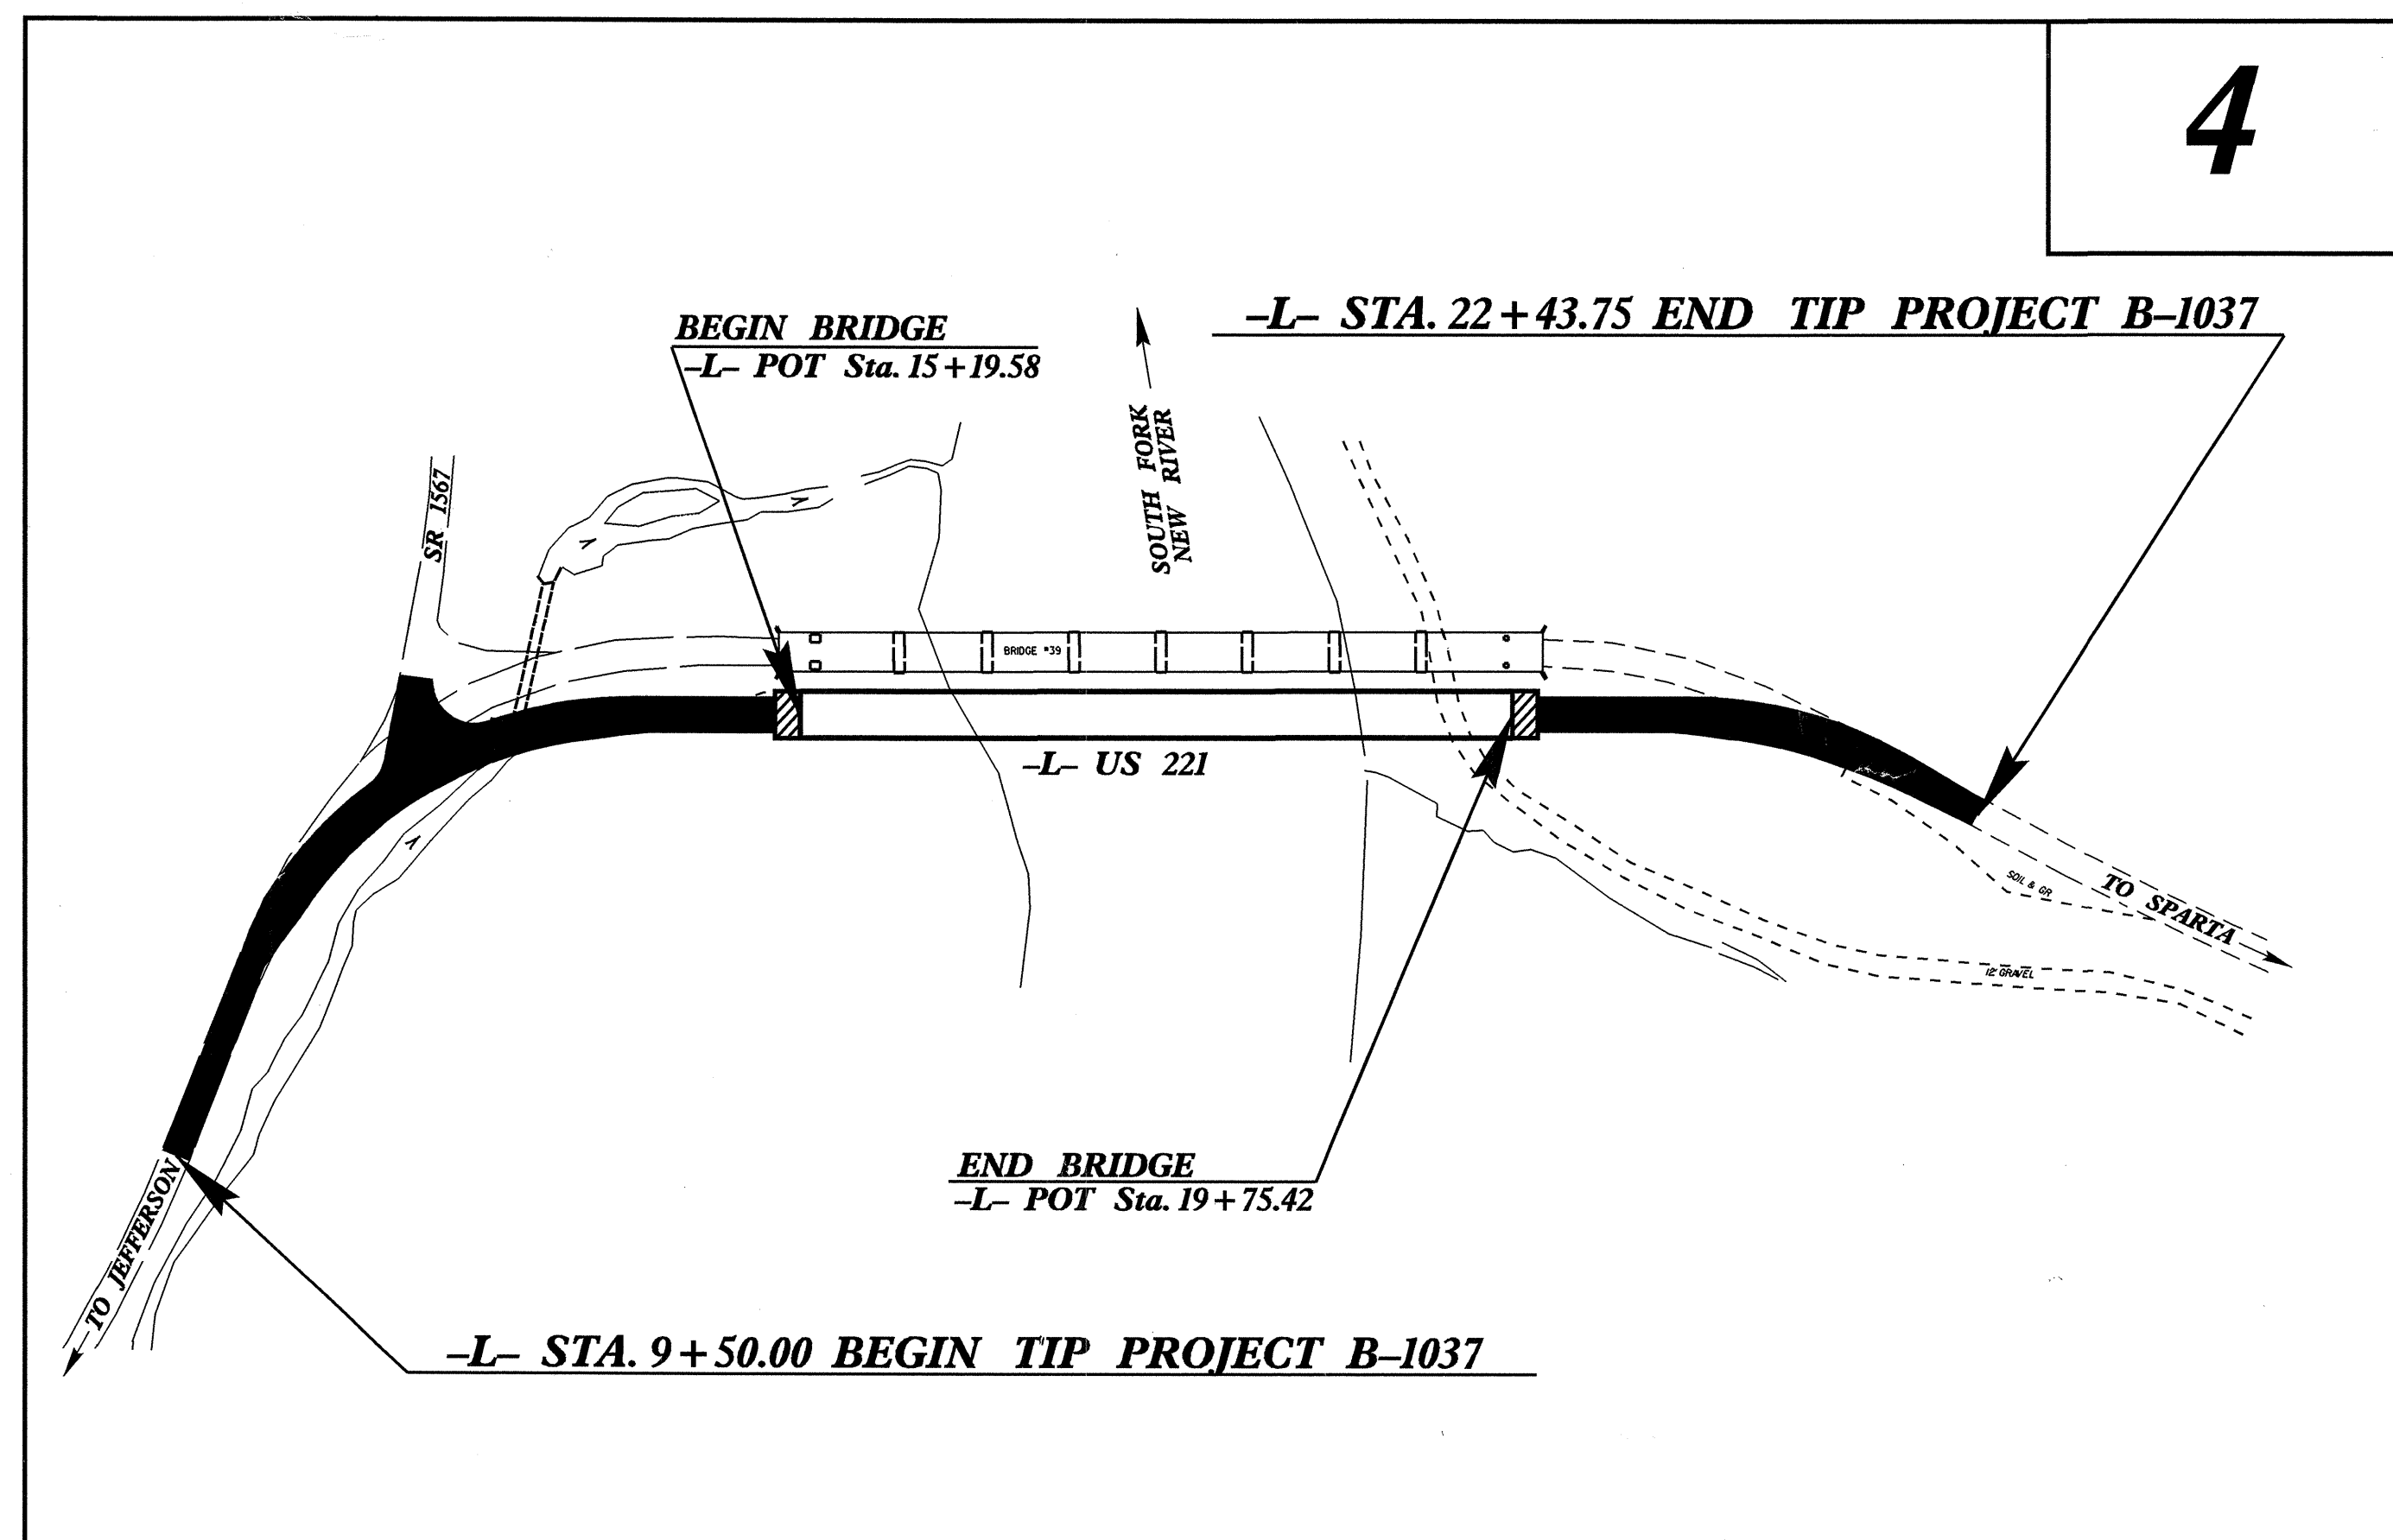 4
–L– STA. 22+43.75 END TIP PROJECT B–1037
BEGIN BRIDGE
–L– POT Sta. 15+19.58
SOUTH FORK
NEW RIVER
SR 1567
BRIDGE #39
–L– US 221
SOIL & GR
TO SPARTA
12' GRAVEL
END BRIDGE
–L– POT Sta. 19+75.42
TO JEFFERSON
–L– STA. 9+50.00 BEGIN TIP PROJECT B–1037